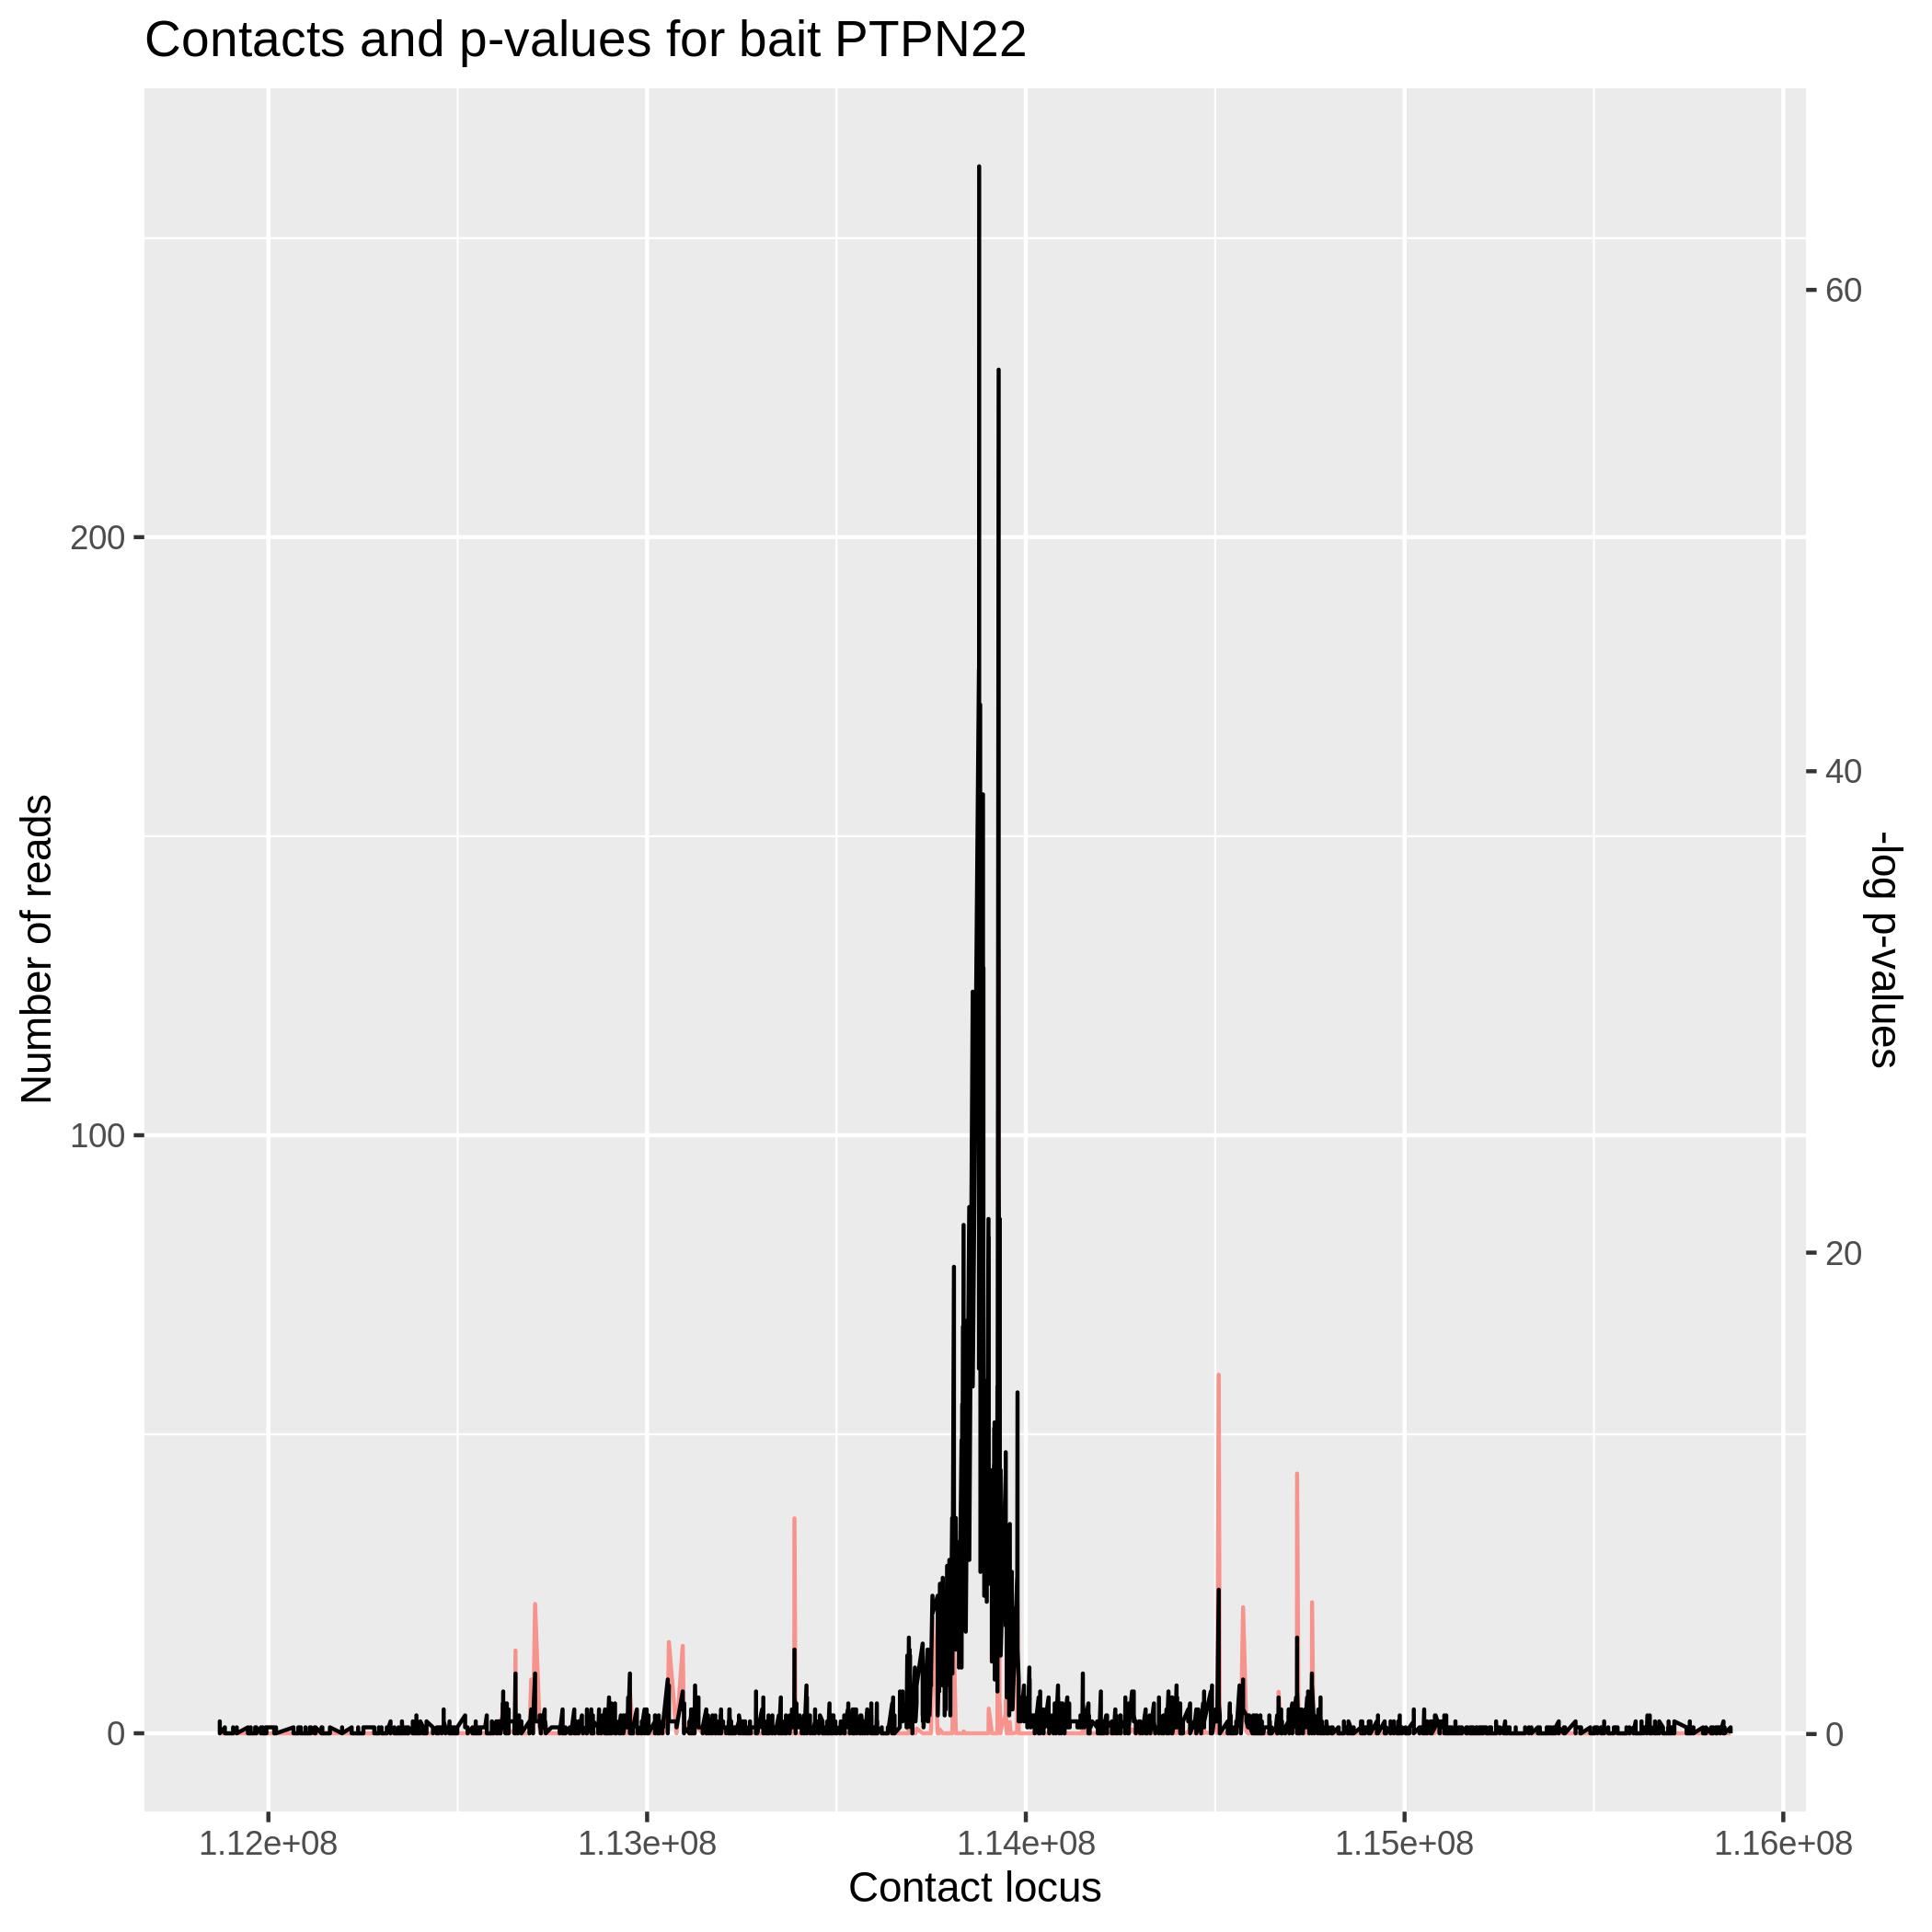 Contacts and p-values for bait PTPN22
Number of reads
200
100
0
60
40
20
0
-log p-values
1.12e+08
1.13e+08
1.14e+08
1.15e+08
1.16e+08
Contact locus